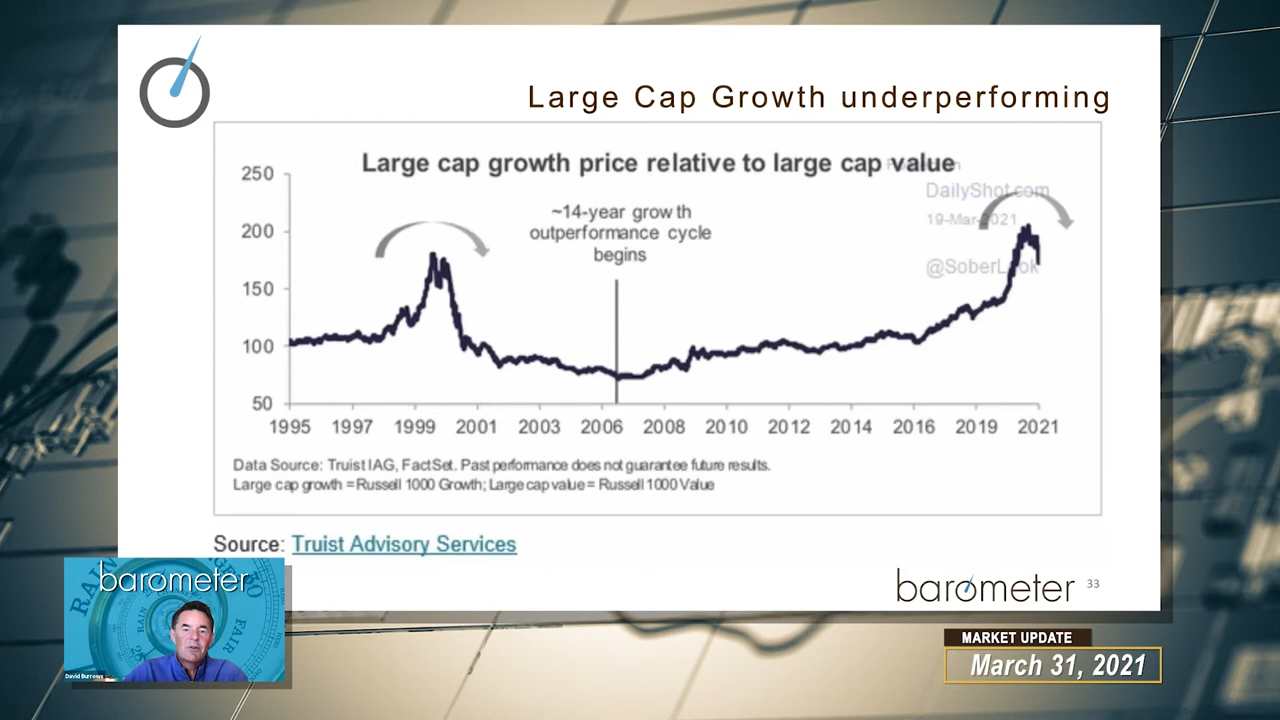 Large Cap Growth underperforming
Large cap growth price relative to large cap value
DailyShot.com
19-Mar-2021
@SoberLook
~14-year growth
outperformance cycle
begins
250
200
150
100
50
1995 1997 1999 2001 2003 2006 2008 2010 2012 2014 2016 2019 2021
Data Source: Truist IAG, FactSet. Past performance does not guarantee future results.
Large cap growth = Russell 1000 Growth; Large cap value = Russell 1000 Value
Source: Truist Advisory Services
barometer 33
barometer
RAIN
FAIR
David Burrows
MARKET UPDATE
March 31, 2021